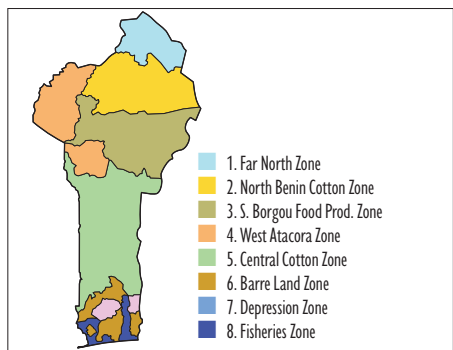 1. Far North Zone
2. North Benin Cotton Zone
3. S. Borgou Food Prod. Zone
4. West Atacora Zone
5. Central Cotton Zone
6. Barre Land Zone
7. Depression Zone
8. Fisheries Zone